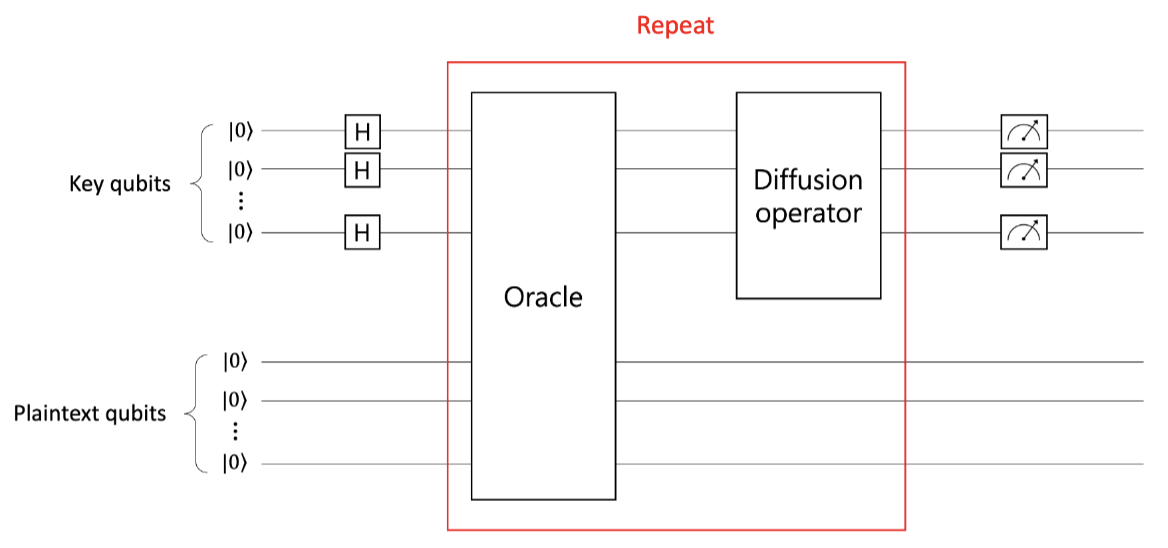 Repeat
Key qubits
|0⟩
H
|0⟩
H
⋮
|0⟩
H
Oracle
Diffusion
operator
Plaintext qubits
|0⟩
|0⟩
⋮
|0⟩